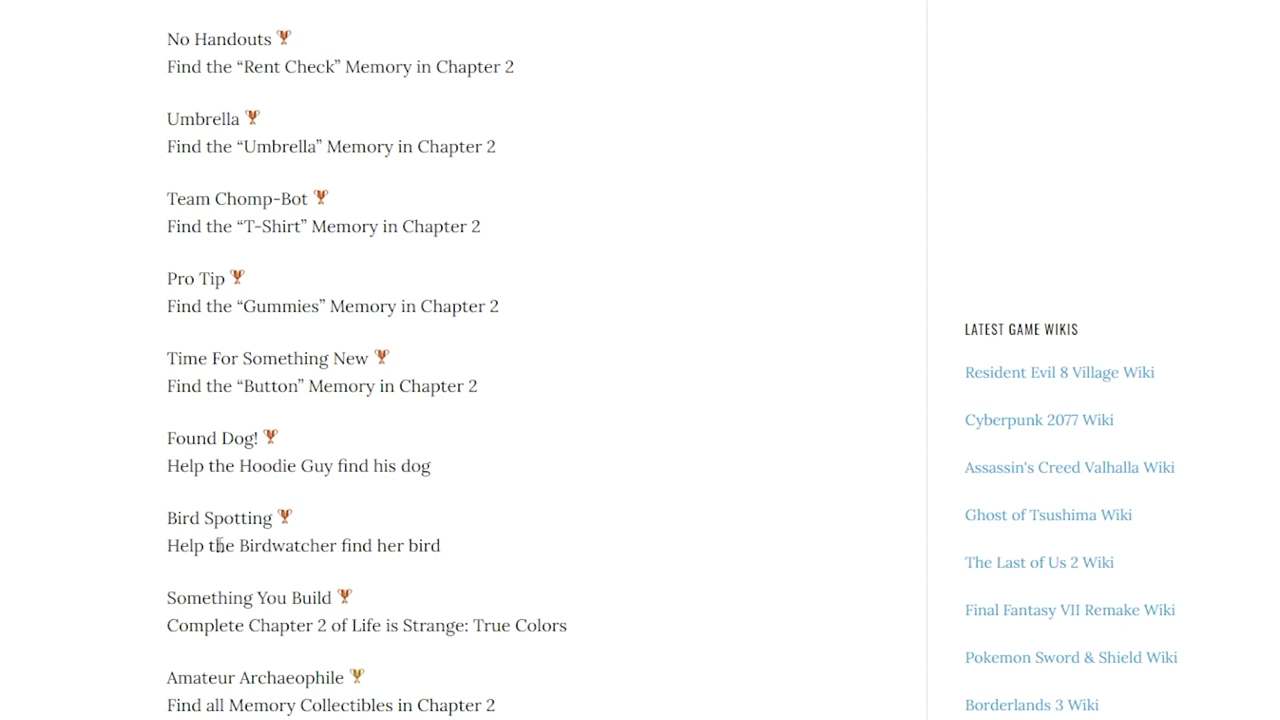 No Handouts
Find the “Rent Check” Memory in Chapter 2
Umbrella
Find the “Umbrella” Memory in Chapter 2
Team Chomp-Bot
Find the “T-Shirt” Memory in Chapter 2
Pro Tip
Find the “Gummies” Memory in Chapter 2
Time For Something New
Find the “Button” Memory in Chapter 2
Found Dog!
Help the Hoodie Guy find his dog
Bird Spotting
Help the Birdwatcher find her bird
Something You Build
Complete Chapter 2 of Life is Strange: True Colors
Amateur Archaeophile
Find all Memory Collectibles in Chapter 2
LATEST GAME WIKIS
Resident Evil 8 Village Wiki
Cyberpunk 2077 Wiki
Assassin's Creed Valhalla Wiki
Ghost of Tsushima Wiki
The Last of Us 2 Wiki
Final Fantasy VII Remake Wiki
Pokemon Sword & Shield Wiki
Borderlands 3 Wiki